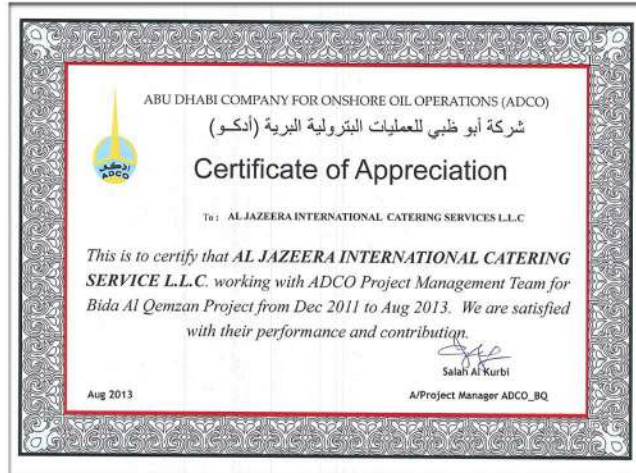 ABU DHABI COMPANY FOR ONSHORE OIL OPERATIONS (ADCO)
شركة أبو ظبي للعمليات البترولية البرية (أدكـو)
أدكو
ADCO
Certificate of Appreciation
To : AL JAZEERA INTERNATIONAL CATERING SERVICES L.L.C
This is to certify that AL JAZEERA INTERNATIONAL CATERING
SERVICE L.L.C. working with ADCO Project Management Team for
Bida Al Qemzan Project from Dec 2011 to Aug 2013. We are satisfied
with their performance and contribution.
Salah Al Kurbi
Aug 2013
A/Project Manager ADCO_BQ